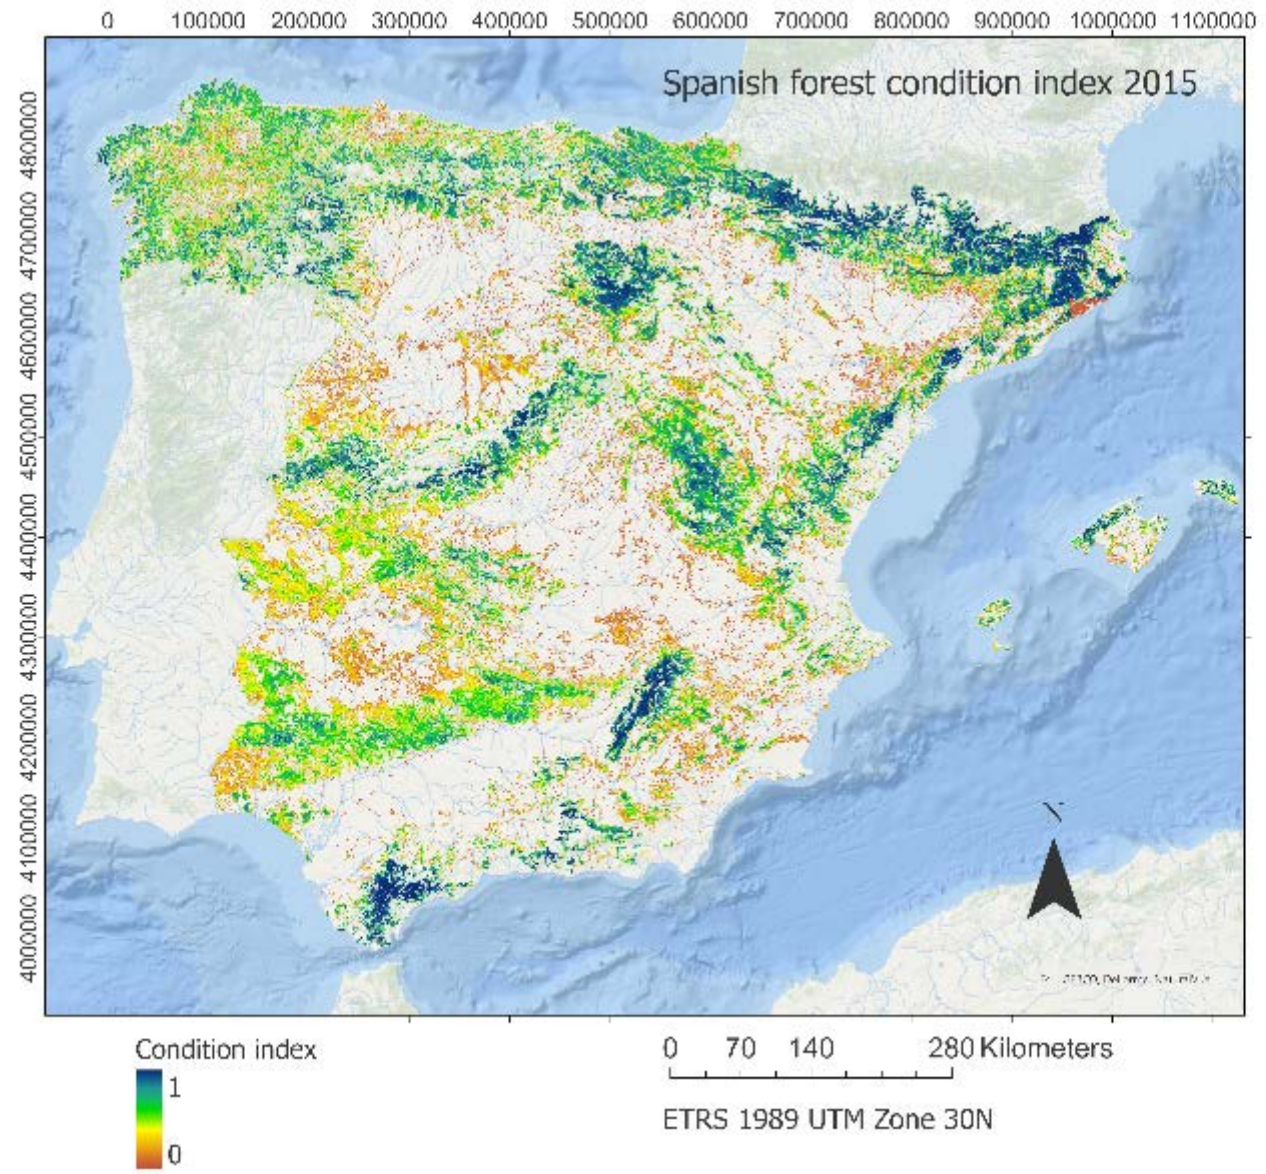 0 100000 200000 300000 400000 500000 600000 700000 800000 900000 1000000 1100000
Spanish forest condition index 2015
4800000
4700000
4600000
4500000
4400000
4300000
4200000
4100000
4000000
Condition index
1
0
0 70 140 280 Kilometers
ETRS 1989 UTM Zone 30N